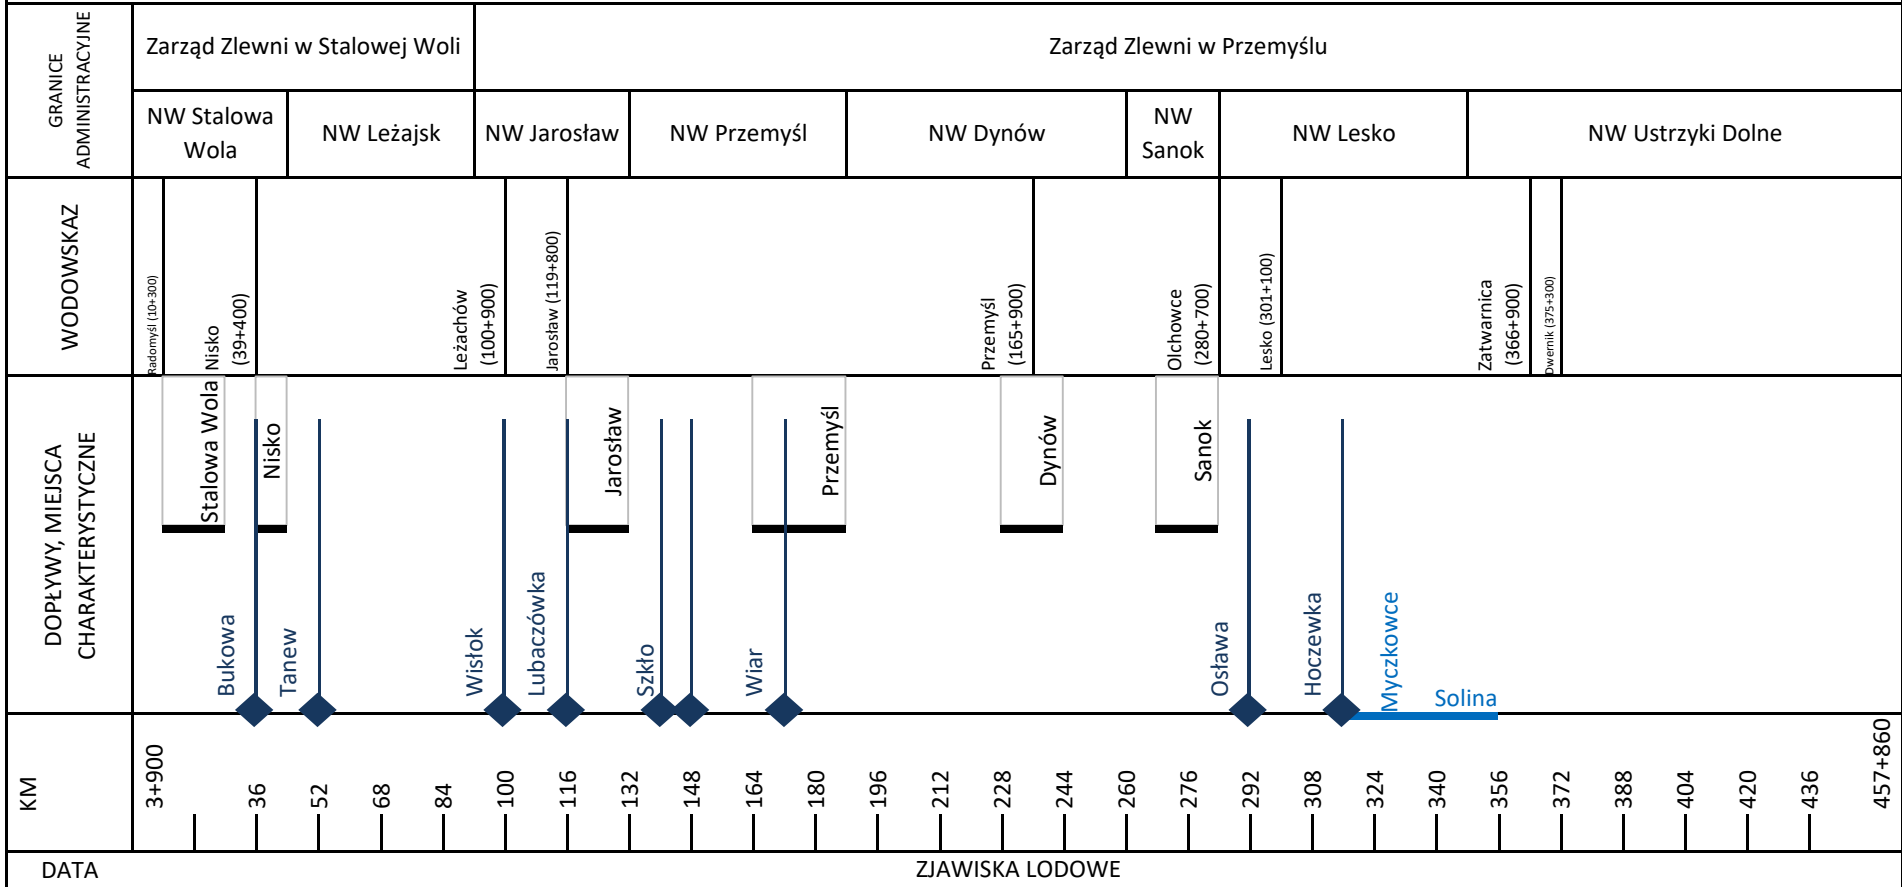 GRANICE
ADMINISTRACYJNE
Zarząd Zlewni w Stalowej Woli
Zarząd Zlewni w Przemyślu
NW Stalowa
Wola
NW Leżajsk
NW Jarosław
NW Przemyśl
NW Dynów
NW
Sanok
NW Lesko
NW Ustrzyki Dolne
WODOWSKAZ
Radomyśl (10+300)
Nisko
(39+400)
Leżachów
(100+900)
Jarosław (119+800)
Przemyśl
(165+900)
Olchowce
(280+700)
Lesko (301+100)
Zatwarnica
(366+900)
Dwernik (375+300)
DOPŁYWY, MIEJSCA
CHARAKTERYSTYCZNE
Stalowa Wola
Nisko
Jarosław
Przemyśl
Dynów
Sanok
Bukowa
Tanew
Wisłok
Lubaczówka
Szkło
Wiar
Osława
Hoczewka
Myczkowce
Solina
KM
3+900
36
52
68
84
100
116
132
148
164
180
196
212
228
244
260
276
292
308
324
340
356
372
388
404
420
436
457+860
DATA
ZJAWISKA LODOWE